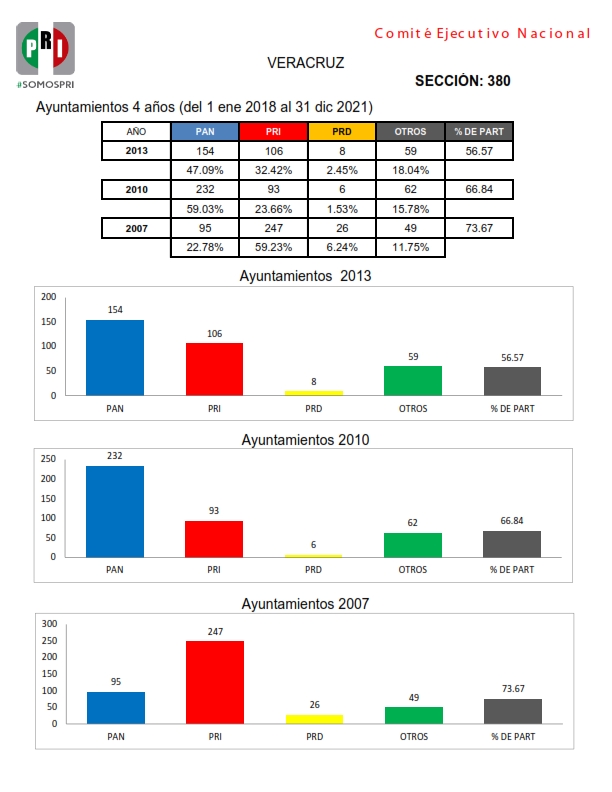 Comité Ejecutivo Nacional
PRI
#SOMOSPRI
VERACRUZ
SECCIÓN: 380
Ayuntamientos 4 años (del 1 ene 2018 al 31 dic 2021)
AÑO PAN PRI PRD OTROS % DE PART
2013 154 106 8 59 56.57
47.09% 32.42% 2.45% 18.04%
2010 232 93 6 62 66.84
59.03% 23.66% 1.53% 15.78%
2007 95 247 26 49 73.67
22.78% 59.23% 6.24% 11.75%
Ayuntamientos 2013
200
150
100
50
0
154 106 8 59 56.57
PAN PRI PRD OTROS % DE PART
Ayuntamientos 2010
250
200
150
100
50
0
232 93 6 62 66.84
PAN PRI PRD OTROS % DE PART
Ayuntamientos 2007
300
250
200
150
100
50
0
95 247 26 49 73.67
PAN PRI PRD OTROS % DE PART